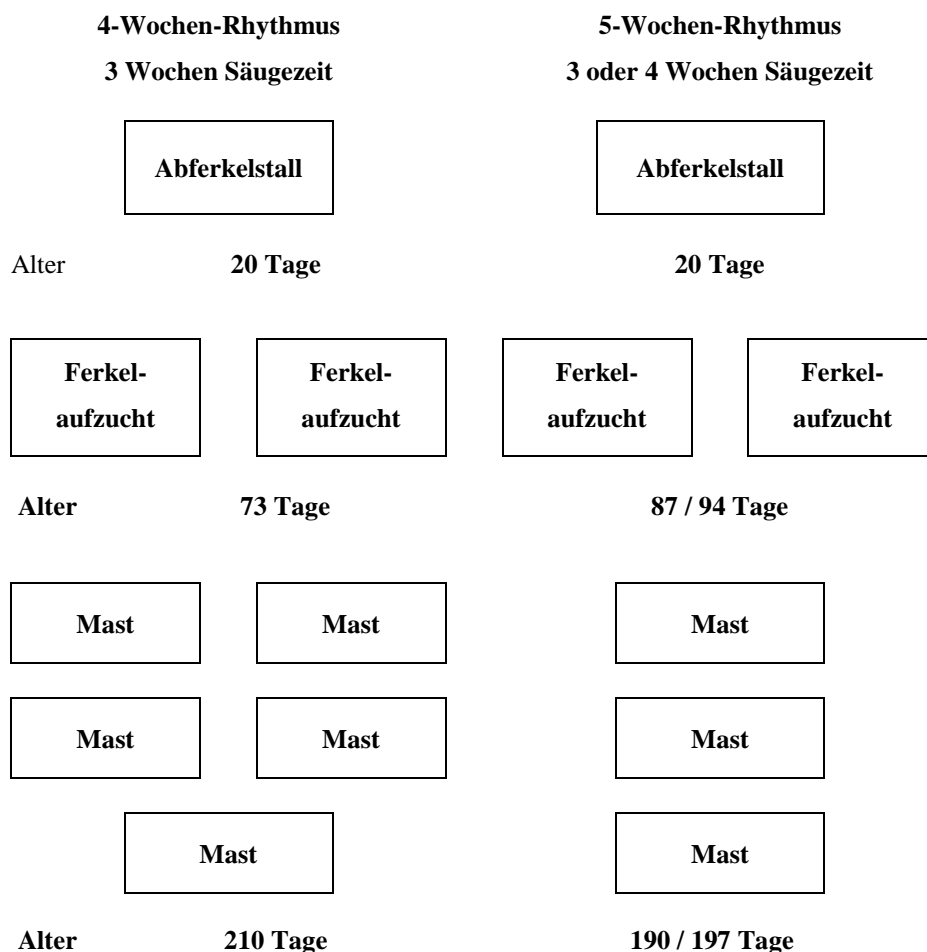 4-Wochen-Rhythmus 5-Wochen-Rhythmus
3 Wochen Säugezeit 3 oder 4 Wochen Säugezeit
Abferkelstall Abferkelstall
Alter 20 Tage 20 Tage
Ferkel- Ferkel- Ferkel- Ferkel-
aufzucht aufzucht aufzucht aufzucht
Alter 73 Tage 87 / 94 Tage
Mast Mast Mast
Mast Mast Mast
Mast Mast
Alter 210 Tage 190 / 197 Tage